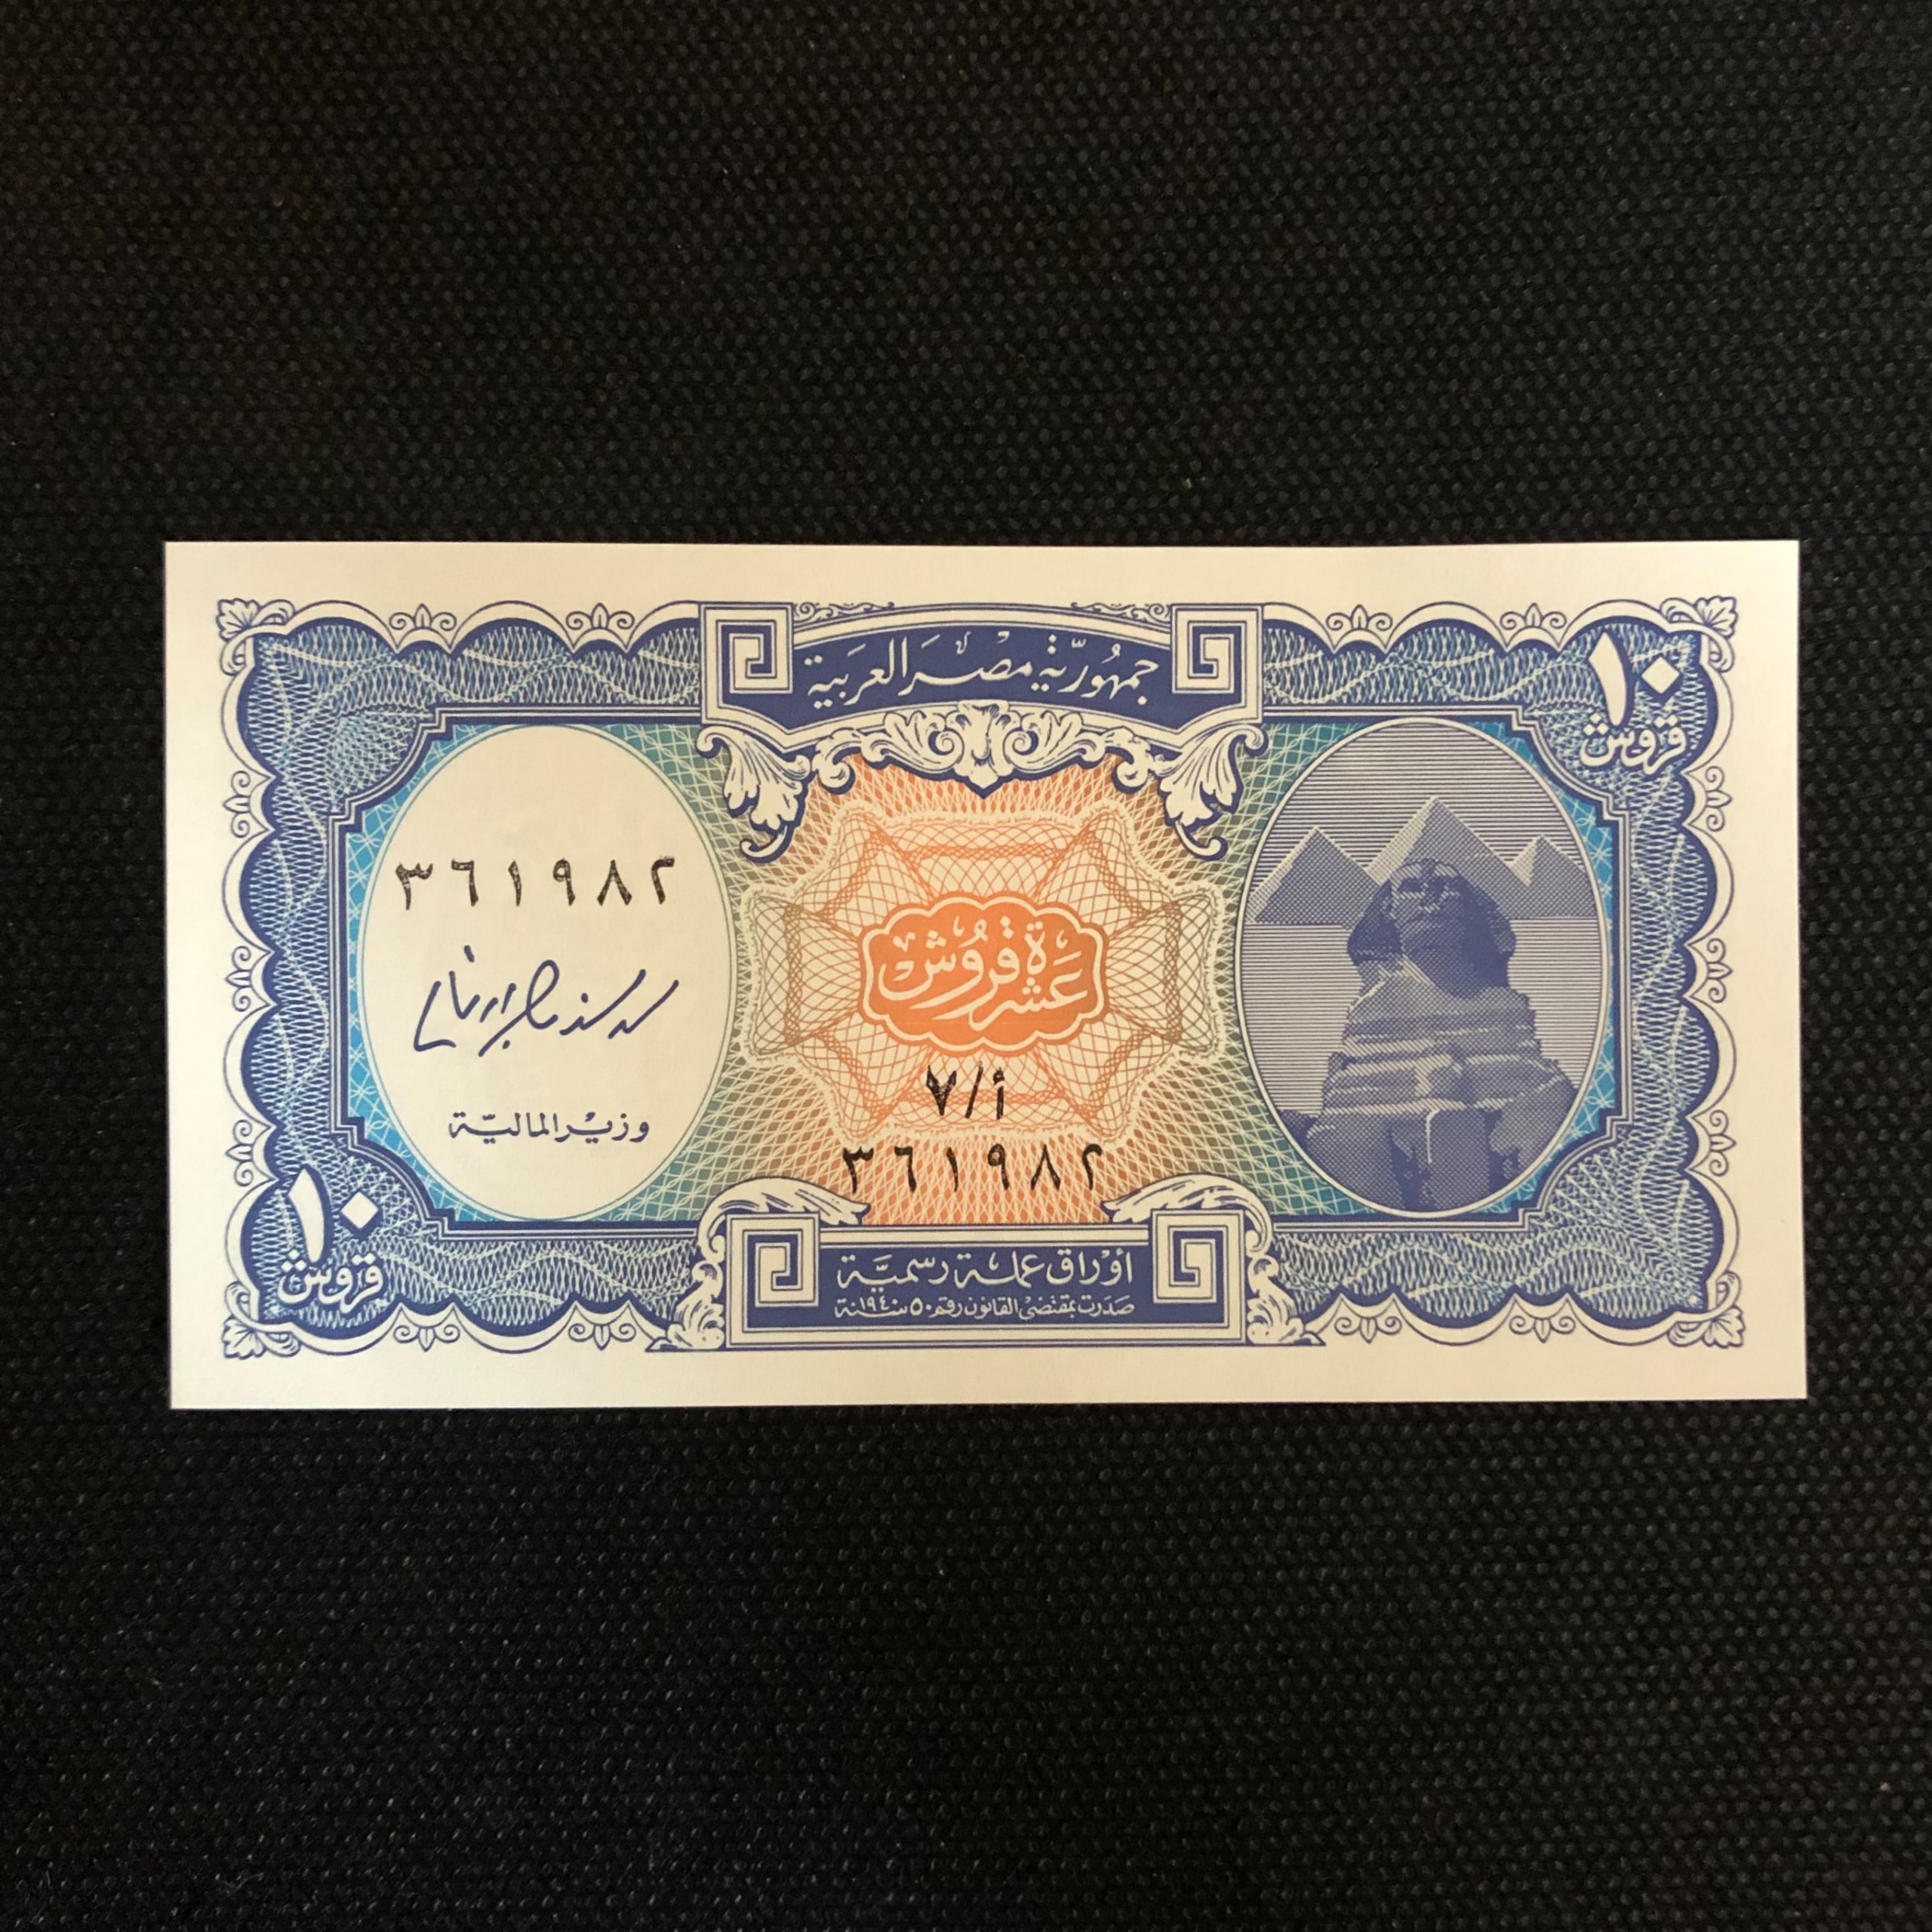 جمهورية مصر العربية
١٠
قروش
٣٦١٩٨٢
عشرة قروش
أ/٧
وزير المالية
٣٦١٩٨٢
١٠
قروش
أوراق عملة رسمية
صدرت بمقتضى القانون رقم ٥٠ سنة ١٩٤٠